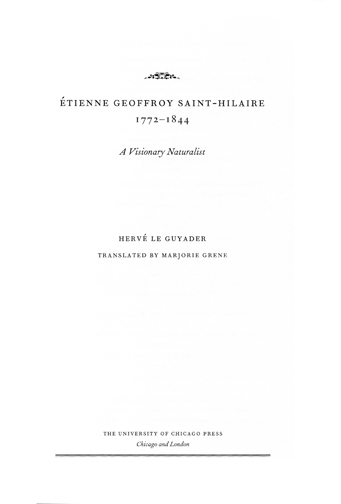 ÉTIENNE GEOFFROY SAINT-HILAIRE
1772–1844
A Visionary Naturalist
HERVÉ LE GUYADER
TRANSLATED BY MARJORIE GRENE
THE UNIVERSITY OF CHICAGO PRESS
Chicago and London